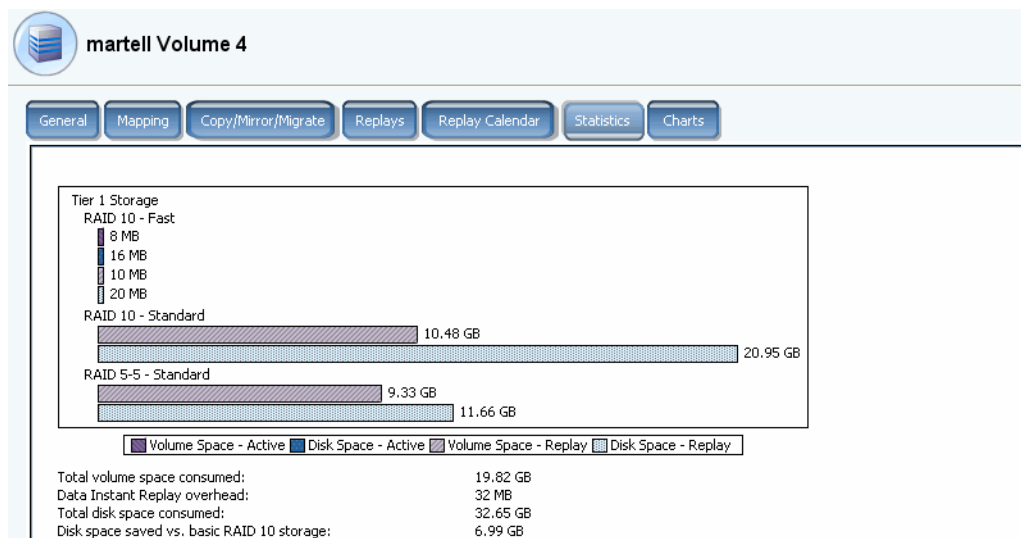 martell Volume 4
General Mapping Copy/Mirror/Migrate Replays Replay Calendar Statistics Charts
Tier 1 Storage
RAID 10 - Fast
8 MB
16 MB
10 MB
20 MB
RAID 10 - Standard
10.48 GB
20.95 GB
RAID 5-5 - Standard
9.33 GB
11.66 GB
Volume Space - Active Disk Space - Active Volume Space - Replay Disk Space - Replay
Total volume space consumed: 19.82 GB
Data Instant Replay overhead: 32 MB
Total disk space consumed: 32.65 GB
Disk space saved vs. basic RAID 10 storage: 6.99 GB